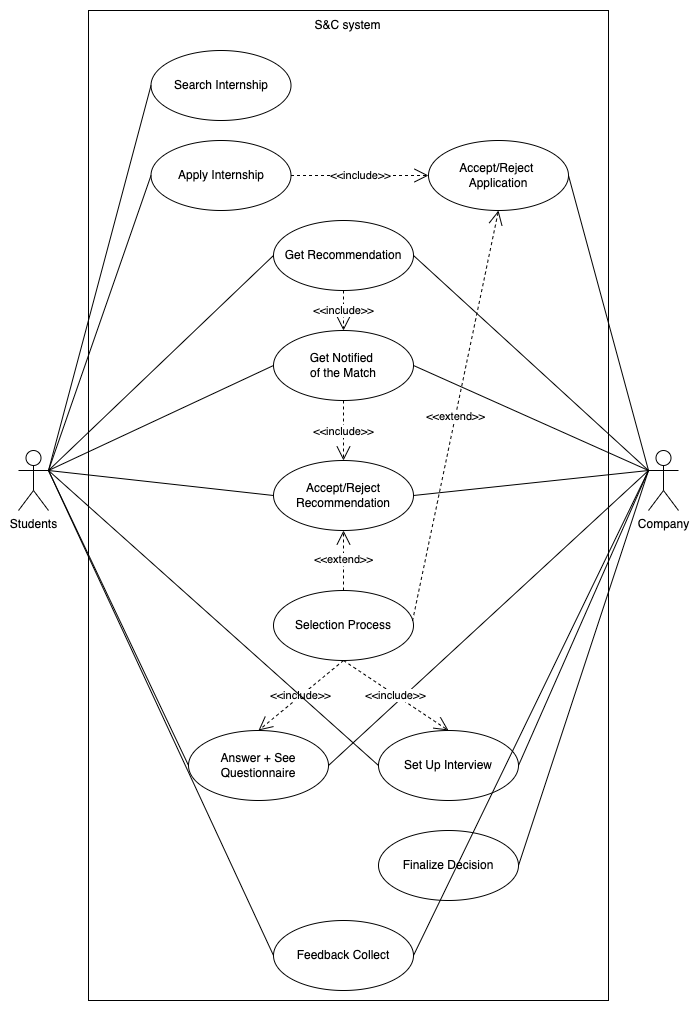 S&C system
Search Internship
Apply Internship
<<include>>
Accept/Reject
Application
Get Recommendation
<<include>>
Get Notified
of the Match
<<extend>>
<<include>>
Accept/Reject
Recommendation
Students
Company
<<extend>>
Selection Process
<<include>>
<<include>>
Answer + See
Questionnaire
Set Up Interview
Finalize Decision
Feedback Collect